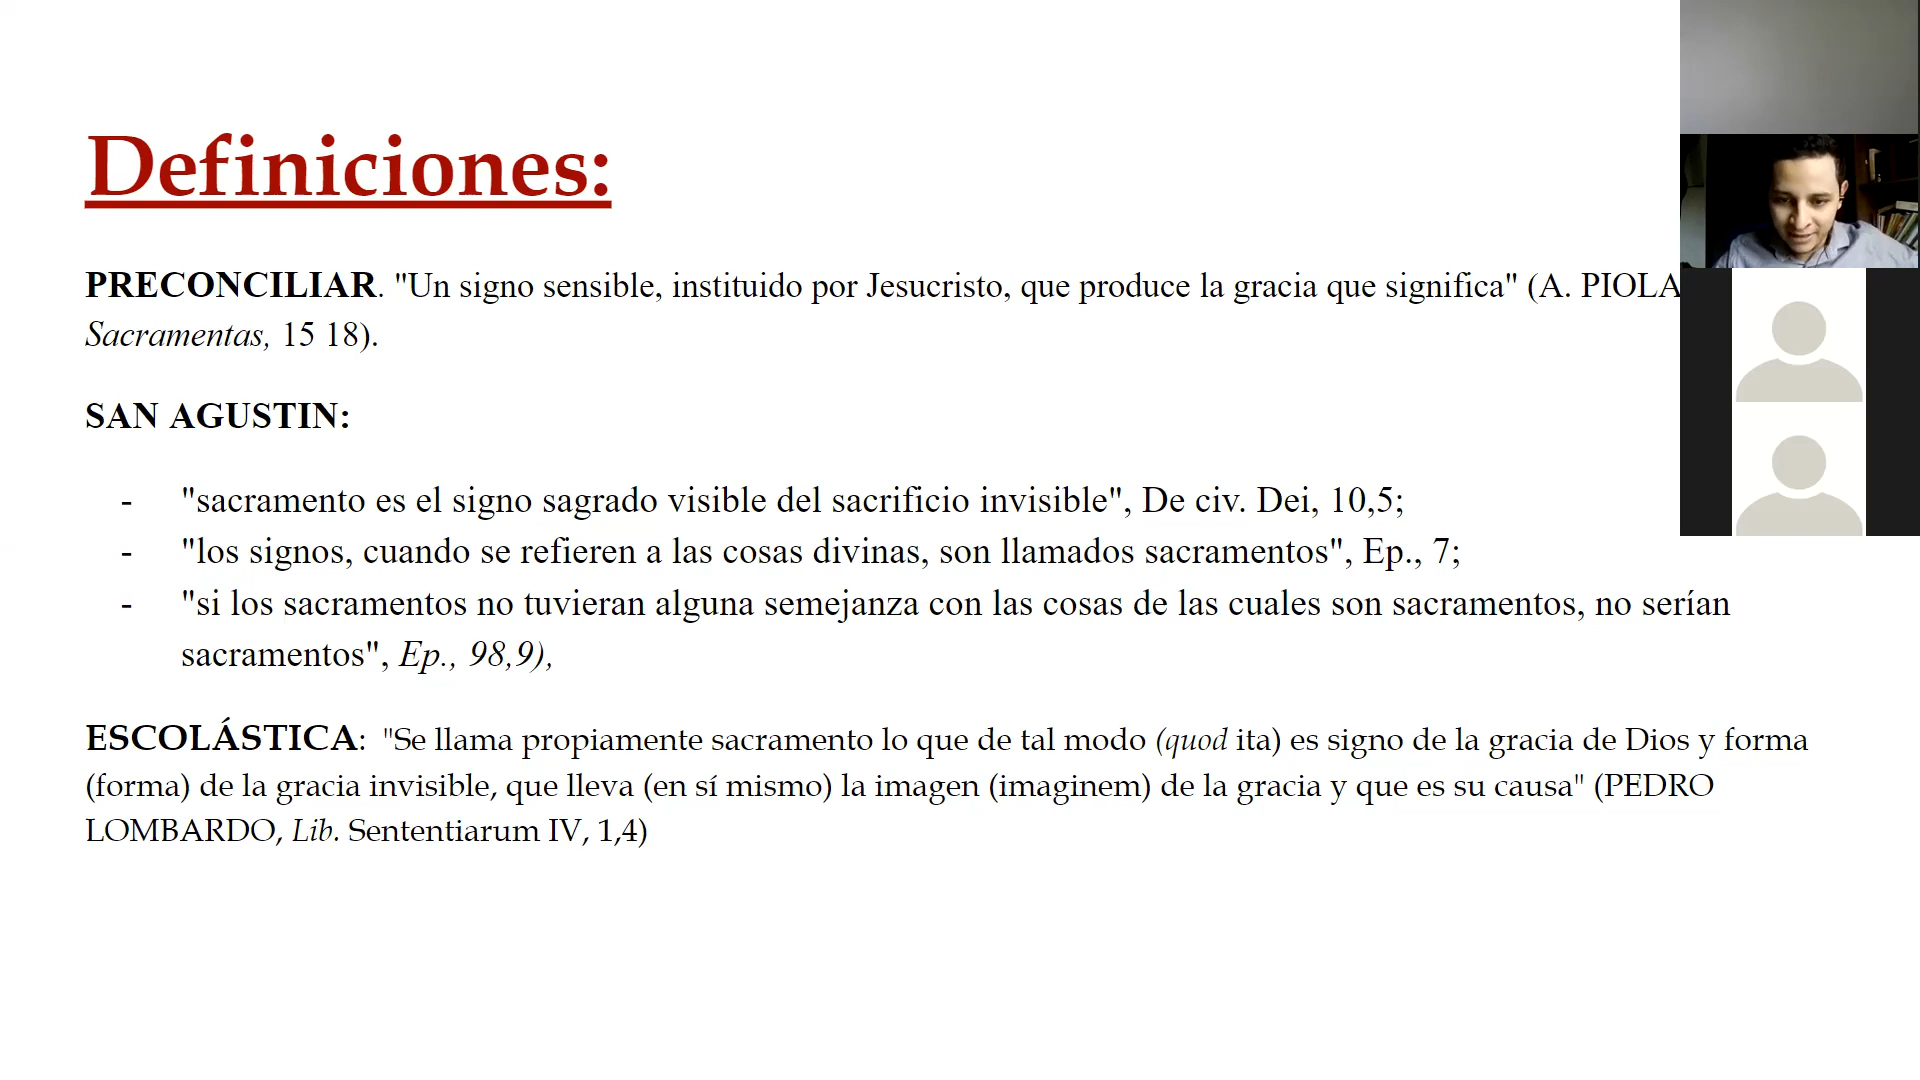 Definiciones:
PRECONCILIAR. "Un signo sensible, instituido por Jesucristo, que produce la gracia que significa" (A. PIOLA
Sacramentas, 15 18).
SAN AGUSTIN:
- "sacramento es el signo sagrado visible del sacrificio invisible", De civ. Dei, 10,5;
- "los signos, cuando se refieren a las cosas divinas, son llamados sacramentos", Ep., 7;
- "si los sacramentos no tuvieran alguna semejanza con las cosas de las cuales son sacramentos, no serían
sacramentos", Ep., 98,9),
ESCOLÁSTICA: "Se llama propiamente sacramento lo que de tal modo (quod ita) es signo de la gracia de Dios y forma
(forma) de la gracia invisible, que lleva (en sí mismo) la imagen (imaginem) de la gracia y que es su causa" (PEDRO
LOMBARDO, Lib. Sententiarum IV, 1,4)